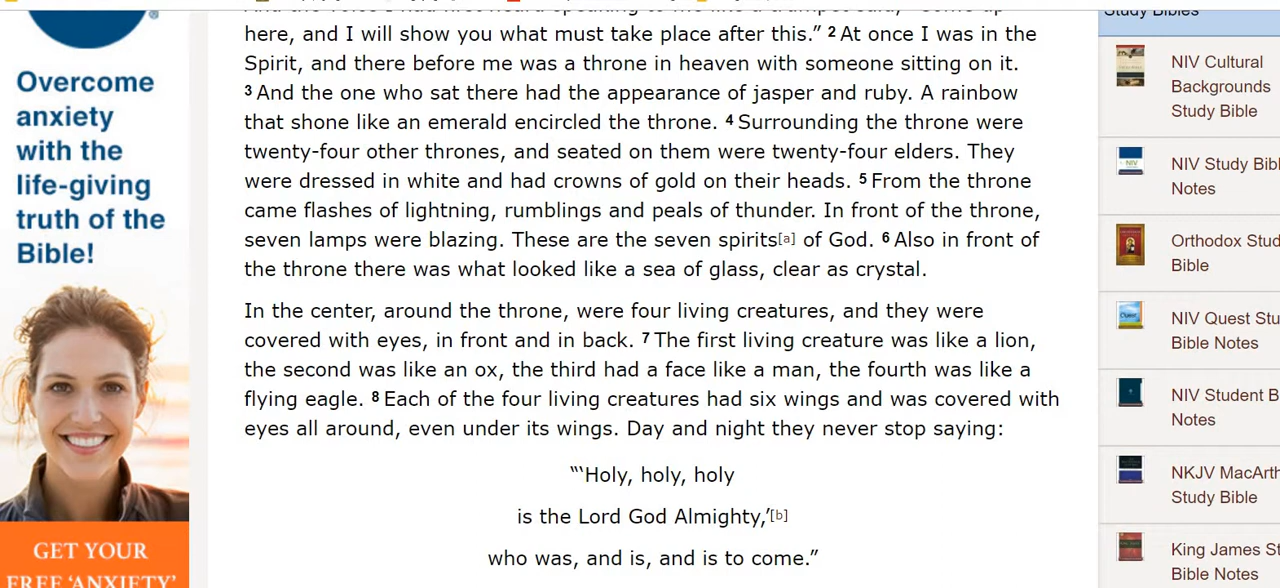 Overcome
anxiety
with the
life-giving
truth of the
Bible!
GET YOUR
FREE ‘ANXIETY’
here, and I will show you what must take place after this.” 2 At once I was in the
Spirit, and there before me was a throne in heaven with someone sitting on it.
3 And the one who sat there had the appearance of jasper and ruby. A rainbow
that shone like an emerald encircled the throne. 4 Surrounding the throne were
twenty-four other thrones, and seated on them were twenty-four elders. They
were dressed in white and had crowns of gold on their heads. 5 From the throne
came flashes of lightning, rumblings and peals of thunder. In front of the throne,
seven lamps were blazing. These are the seven spirits[a] of God. 6 Also in front of
the throne there was what looked like a sea of glass, clear as crystal.
In the center, around the throne, were four living creatures, and they were
covered with eyes, in front and in back. 7 The first living creature was like a lion,
the second was like an ox, the third had a face like a man, the fourth was like a
flying eagle. 8 Each of the four living creatures had six wings and was covered with
eyes all around, even under its wings. Day and night they never stop saying:
“‘Holy, holy, holy
is the Lord God Almighty,’[b]
who was, and is, and is to come.”
Study Bibles
NIV Cultural
Backgrounds
Study Bible
NIV Study Bibl
Notes
Orthodox Stud
Bible
NIV Quest Stu
Bible Notes
NIV Student B
Notes
NKJV MacArth
Study Bible
King James St
Bible Notes